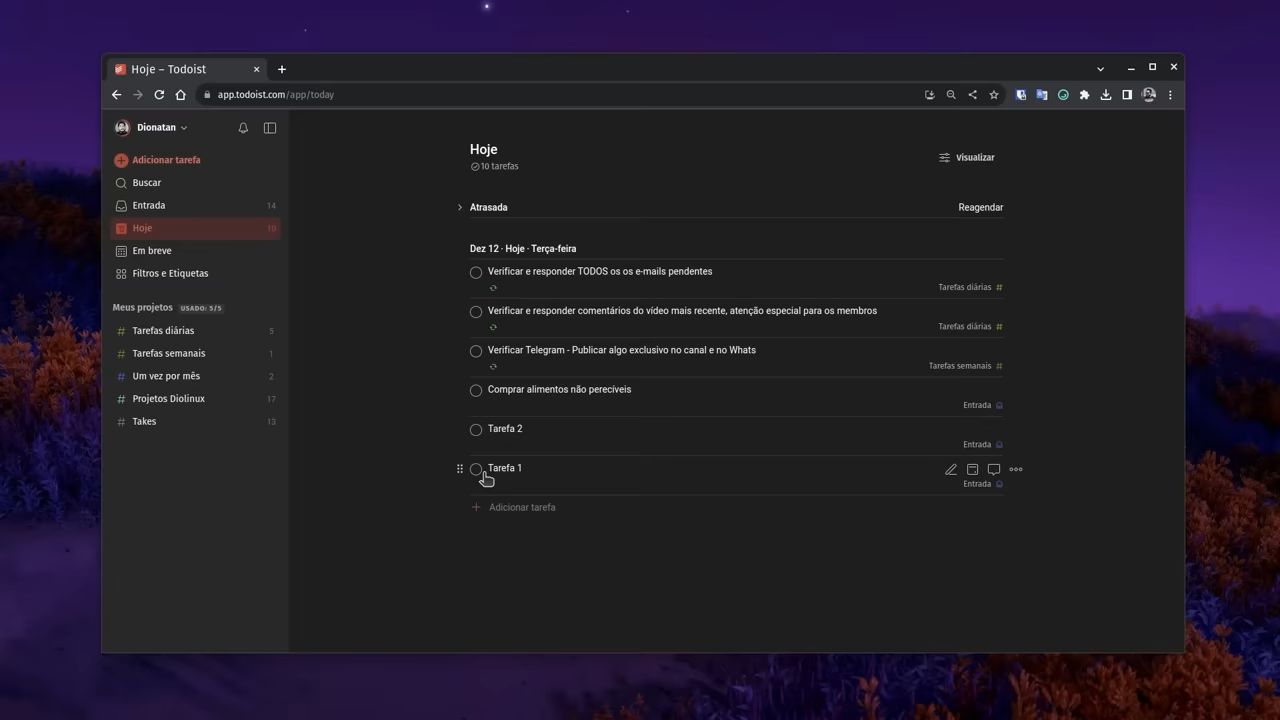 Hoje – Todoist
app.todoist.com/app/today
Dionatan
Adicionar tarefa
Buscar
Entrada 14
Hoje 10
Em breve
Filtros e Etiquetas
Meus projetos USADO: 5/5
# Tarefas diárias 5
# Tarefas semanais 1
# Um vez por mês 2
# Projetos Diolinux 17
# Takes 13
Hoje
10 tarefas
Visualizar
Atrasada Reagendar
Dez 12 · Hoje · Terça-feira
Verificar e responder TODOS os os e-mails pendentes
Tarefas diárias #
Verificar e responder comentários do vídeo mais recente, atenção especial para os membros
Tarefas diárias #
Verificar Telegram - Publicar algo exclusivo no canal e no Whats
Tarefas semanais #
Comprar alimentos não perecíveis
Entrada
Tarefa 2
Entrada
Tarefa 1
Entrada
+ Adicionar tarefa